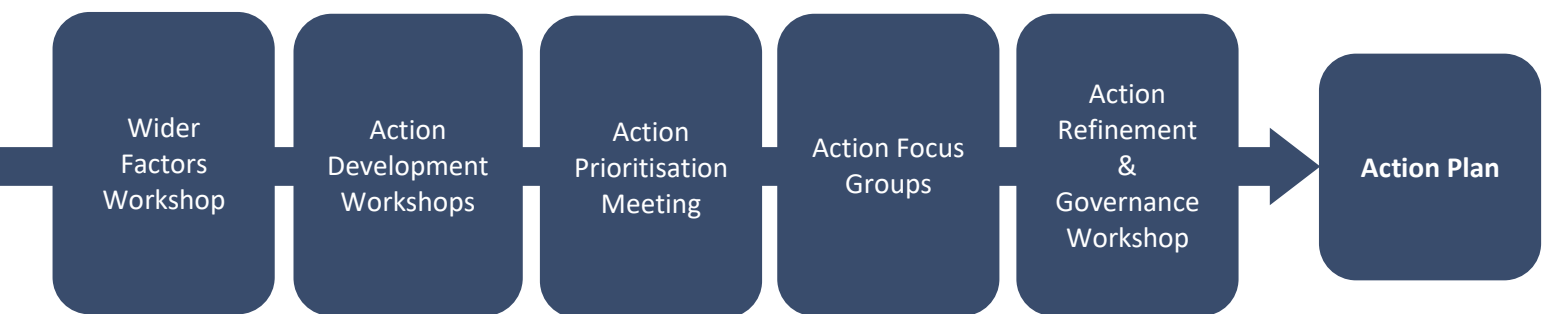 Wider
Factors
Workshop
Action
Development
Workshops
Action
Prioritisation
Meeting
Action Focus
Groups
Action
Refinement
&
Governance
Workshop
Action Plan